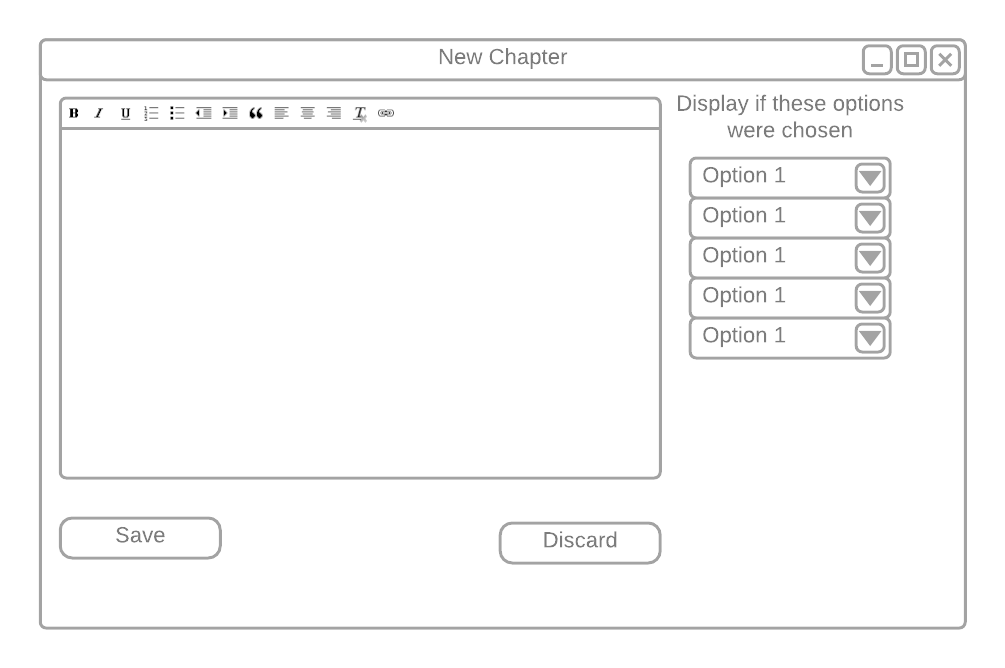 New Chapter
B I U
Display if these options
were chosen
Option 1
Option 1
Option 1
Option 1
Option 1
Save
Discard